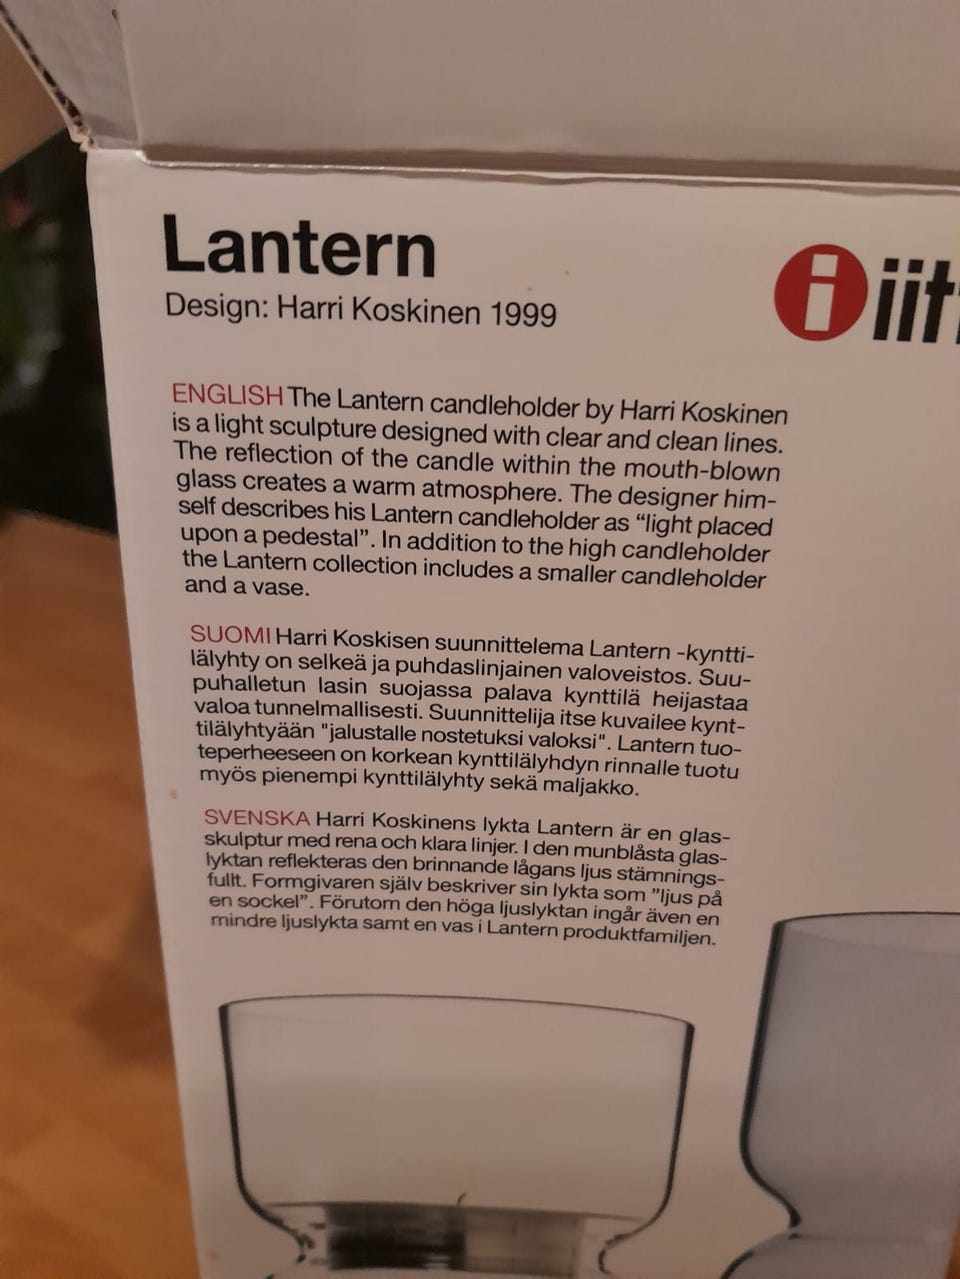 Lantern
Design: Harri Koskinen 1999
ENGLISH The Lantern candleholder by Harri Koskinen
is a light sculpture designed with clear and clean lines.
The reflection of the candle within the mouth-blown
glass creates a warm atmosphere. The designer him-
self describes his Lantern candleholder as “light placed
upon a pedestal”. In addition to the high candleholder
the Lantern collection includes a smaller candleholder
and a vase.
SUOMI Harri Koskisen suunnittelema Lantern -kyntti-
lälyhty on selkeä ja puhdaslinjainen valoveistos. Suu-
puhalletun lasin suojassa palava kynttilä heijastaa
valoa tunnelmallisesti. Suunnittelija itse kuvailee kynt-
tilälyhtyään "jalustalle nostetuksi valoksi". Lantern tuo-
teperheeseen on korkean kynttilälyhdyn rinnalle tuotu
myös pienempi kynttilälyhty sekä maljakko.
SVENSKA Harri Koskinens lykta Lantern är en glas-
skulptur med rena och klara linjer. I den munblåsta glas-
lyktan reflekteras den brinnande lågans ljus stämnings-
fullt. Formgivaren själv beskriver sin lykta som ”ljus på
en sockel”. Förutom den höga ljuslyktan ingår även en
mindre ljuslykta samt en vas i Lantern produktfamiljen.